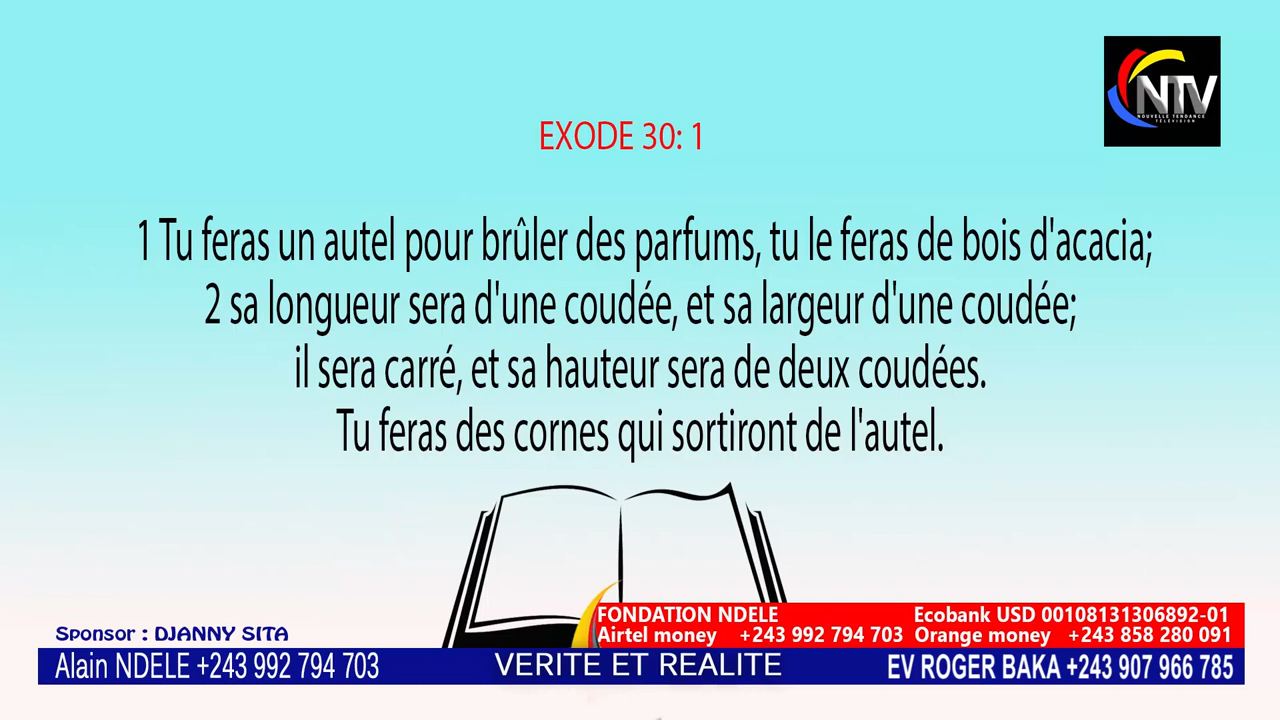 NTV
NOUVELLE TENDANCE
TELEVISION
EXODE 30: 1
1 Tu feras un autel pour brûler des parfums, tu le feras de bois d'acacia;
2 sa longueur sera d'une coudée, et sa largeur d'une coudée;
il sera carré, et sa hauteur sera de deux coudées.
Tu feras des cornes qui sortiront de l'autel.
FONDATION NDELE Ecobank USD 00108131306892-01
Airtel money +243 992 794 703 Orange money +243 858 280 091
Sponsor : DJANNY SITA
Alain NDELE +243 992 794 703 VERITE ET REALITE EV ROGER BAKA +243 907 966 785